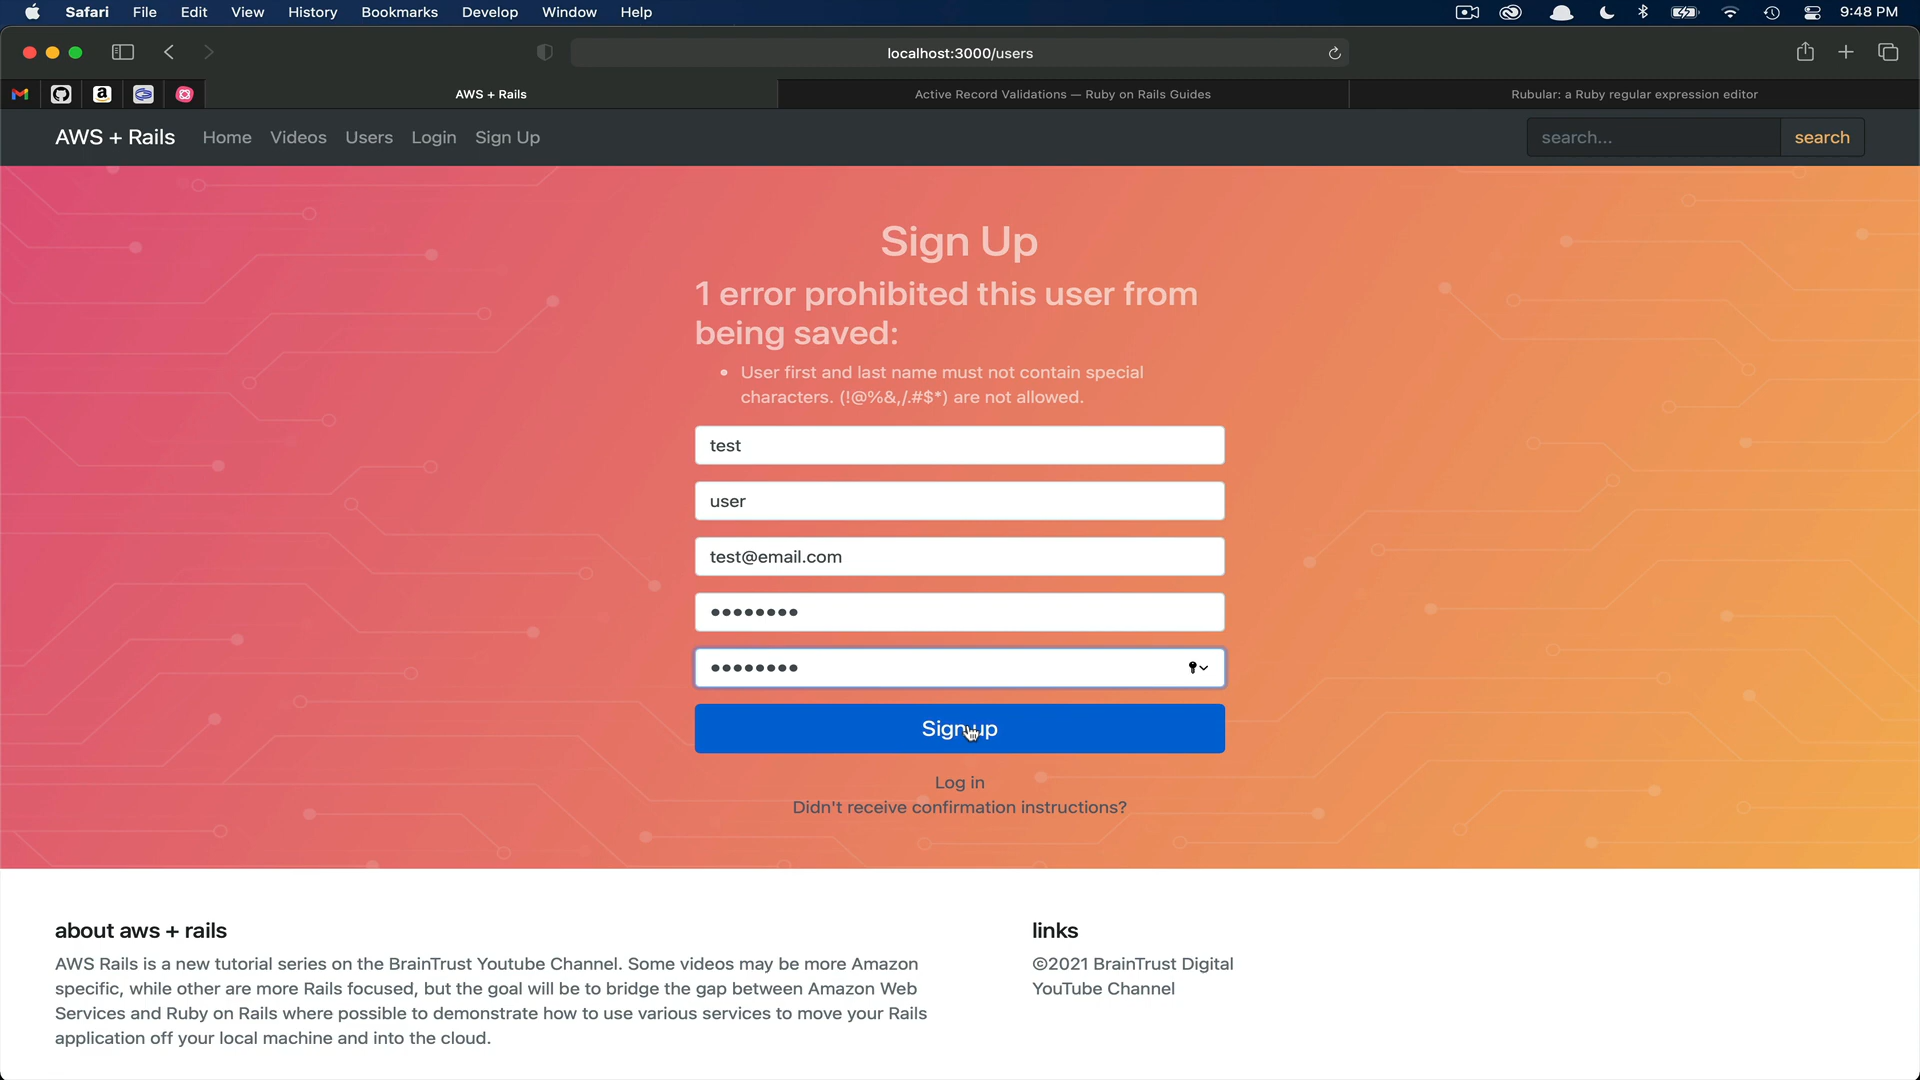 Safari File Edit View History Bookmarks Develop Window Help 9:48 PM
localhost:3000/users
AWS + Rails
Active Record Validations — Ruby on Rails Guides
Rubular: a Ruby regular expression editor
AWS + Rails Home Videos Users Login Sign Up search... search
Sign Up
1 error prohibited this user from
being saved:
• User first and last name must not contain special
characters. (!@%&,/.#$*) are not allowed.
test
user
test@email.com
••••••••
••••••••
Sign up
Log in
Didn't receive confirmation instructions?
about aws + rails
AWS Rails is a new tutorial series on the BrainTrust Youtube Channel. Some videos may be more Amazon
specific, while other are more Rails focused, but the goal will be to bridge the gap between Amazon Web
Services and Ruby on Rails where possible to demonstrate how to use various services to move your Rails
application off your local machine and into the cloud.
links
©2021 BrainTrust Digital
YouTube Channel